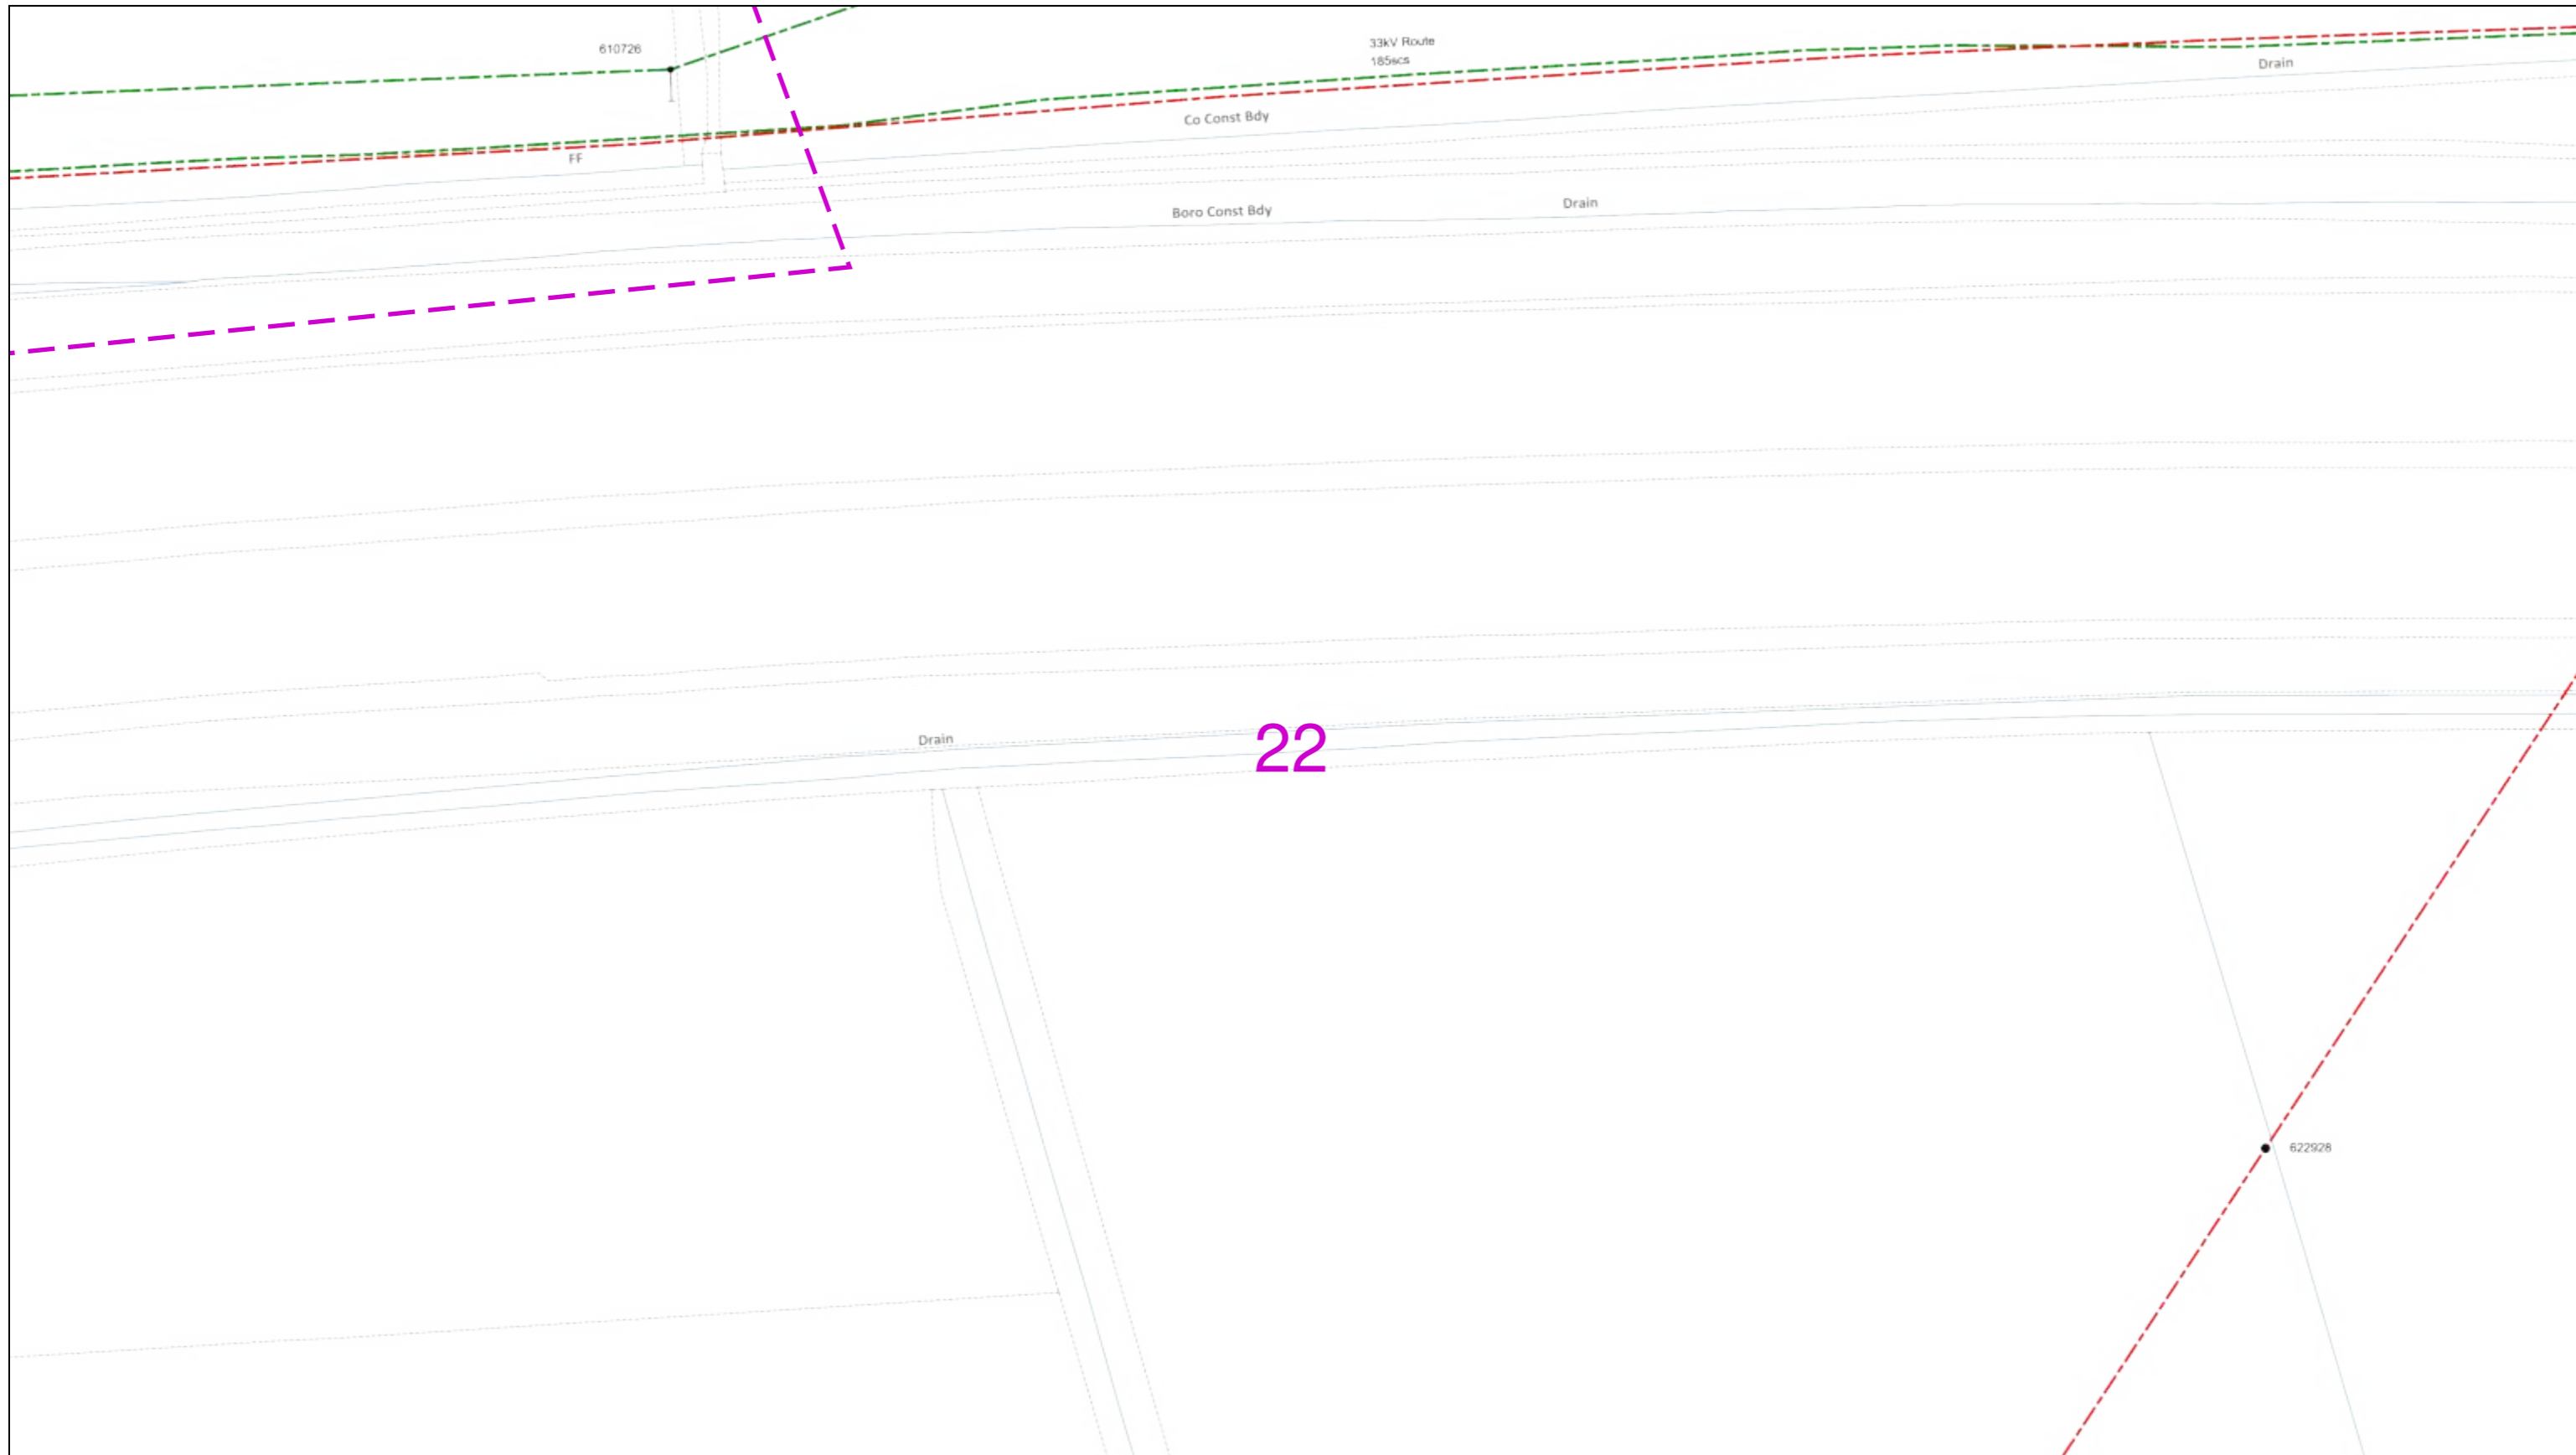 610726
33kV Route
185scs
Drain
Co Const Bdy
FF
Drain
Boro Const Bdy
Drain
22
622928